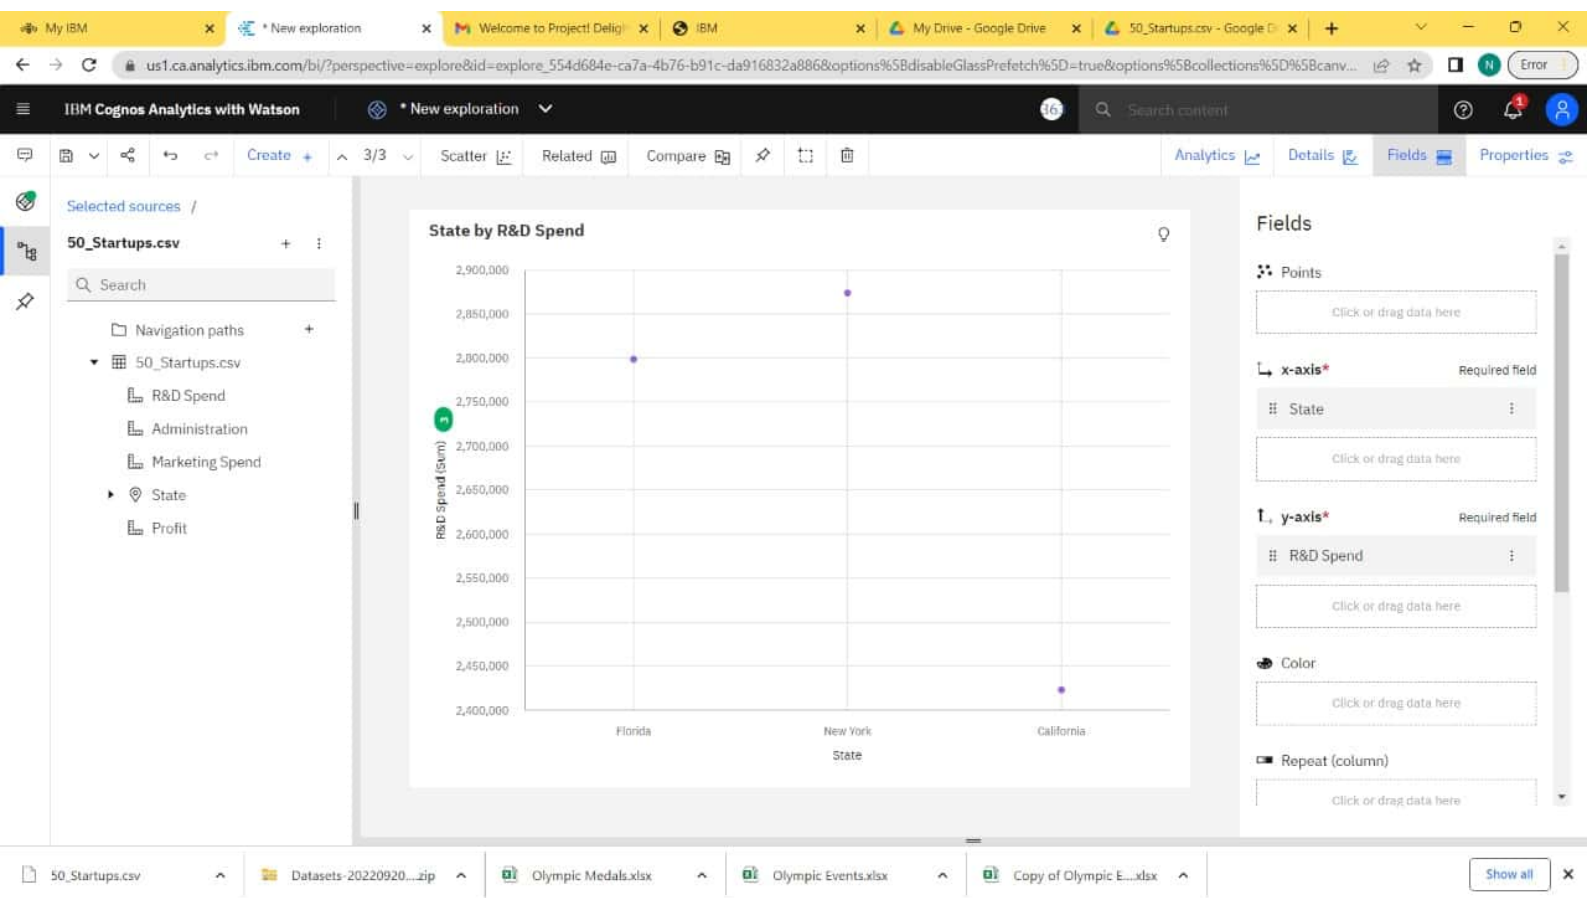 My IBM
* New exploration
Welcome to Project! Deligh
IBM
My Drive - Google Drive
50_Startups.csv - Google D
us1.ca.analytics.ibm.com/bi/?perspective=explore&id=explore_554d684e-ca7a-4b76-b91c-da916832a886&options%5BdisableGlassPrefetch%5D=true&options%5Bcollections%5D%5Bcanv...
N
Error
IBM Cognos Analytics with Watson
* New exploration
Search content
1
Create +
3/3
Scatter
Related
Compare
Analytics
Details
Fields
Properties
Selected sources /
50_Startups.csv
Search
Navigation paths
50_Startups.csv
R&D Spend
Administration
Marketing Spend
State
Profit
State by R&D Spend
2,900,000
2,850,000
2,800,000
2,750,000
2,700,000
2,650,000
2,600,000
2,550,000
2,500,000
2,450,000
2,400,000
R&D Spend (Sum)
Florida
New York
California
State
Fields
Points
Click or drag data here
x-axis*
Required field
State
Click or drag data here
y-axis*
Required field
R&D Spend
Click or drag data here
Color
Click or drag data here
Repeat (column)
Click or drag data here
50_Startups.csv
Datasets-20220920....zip
Olympic Medals.xlsx
Olympic Events.xlsx
Copy of Olympic E....xlsx
Show all